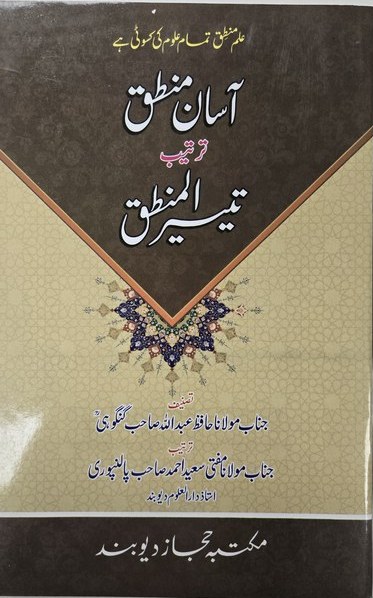 علم منطق تمام علوم کی کسوٹی ہے
آسان منطق
ترتیب
تیسیر المنطق
تصنیف
جناب مولانا حافظ عبداللہ صاحب گنگوہیؒ
ترتیب
جناب مولانا مفتی سعید احمد صاحب پالنپوری
استاذ دارالعلوم دیوبند
مکتبہ حجاز دیوبند